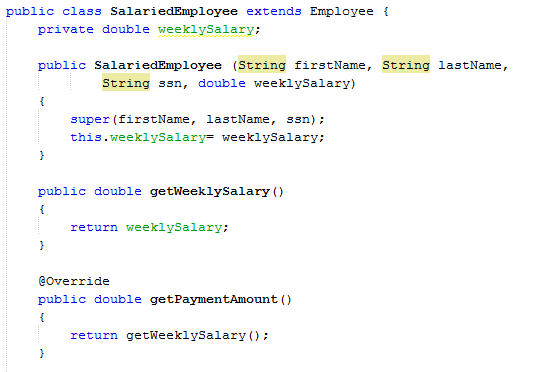 public class SalariedEmployee extends Employee {
private double weeklySalary;
public SalariedEmployee (String firstName, String lastName,
String ssn, double weeklySalary)
{
super(firstName, lastName, ssn);
this.weeklySalary= weeklySalary;
}
public double getWeeklySalary()
{
return weeklySalary;
}
@Override
public double getPaymentAmount()
{
return getWeeklySalary();
}